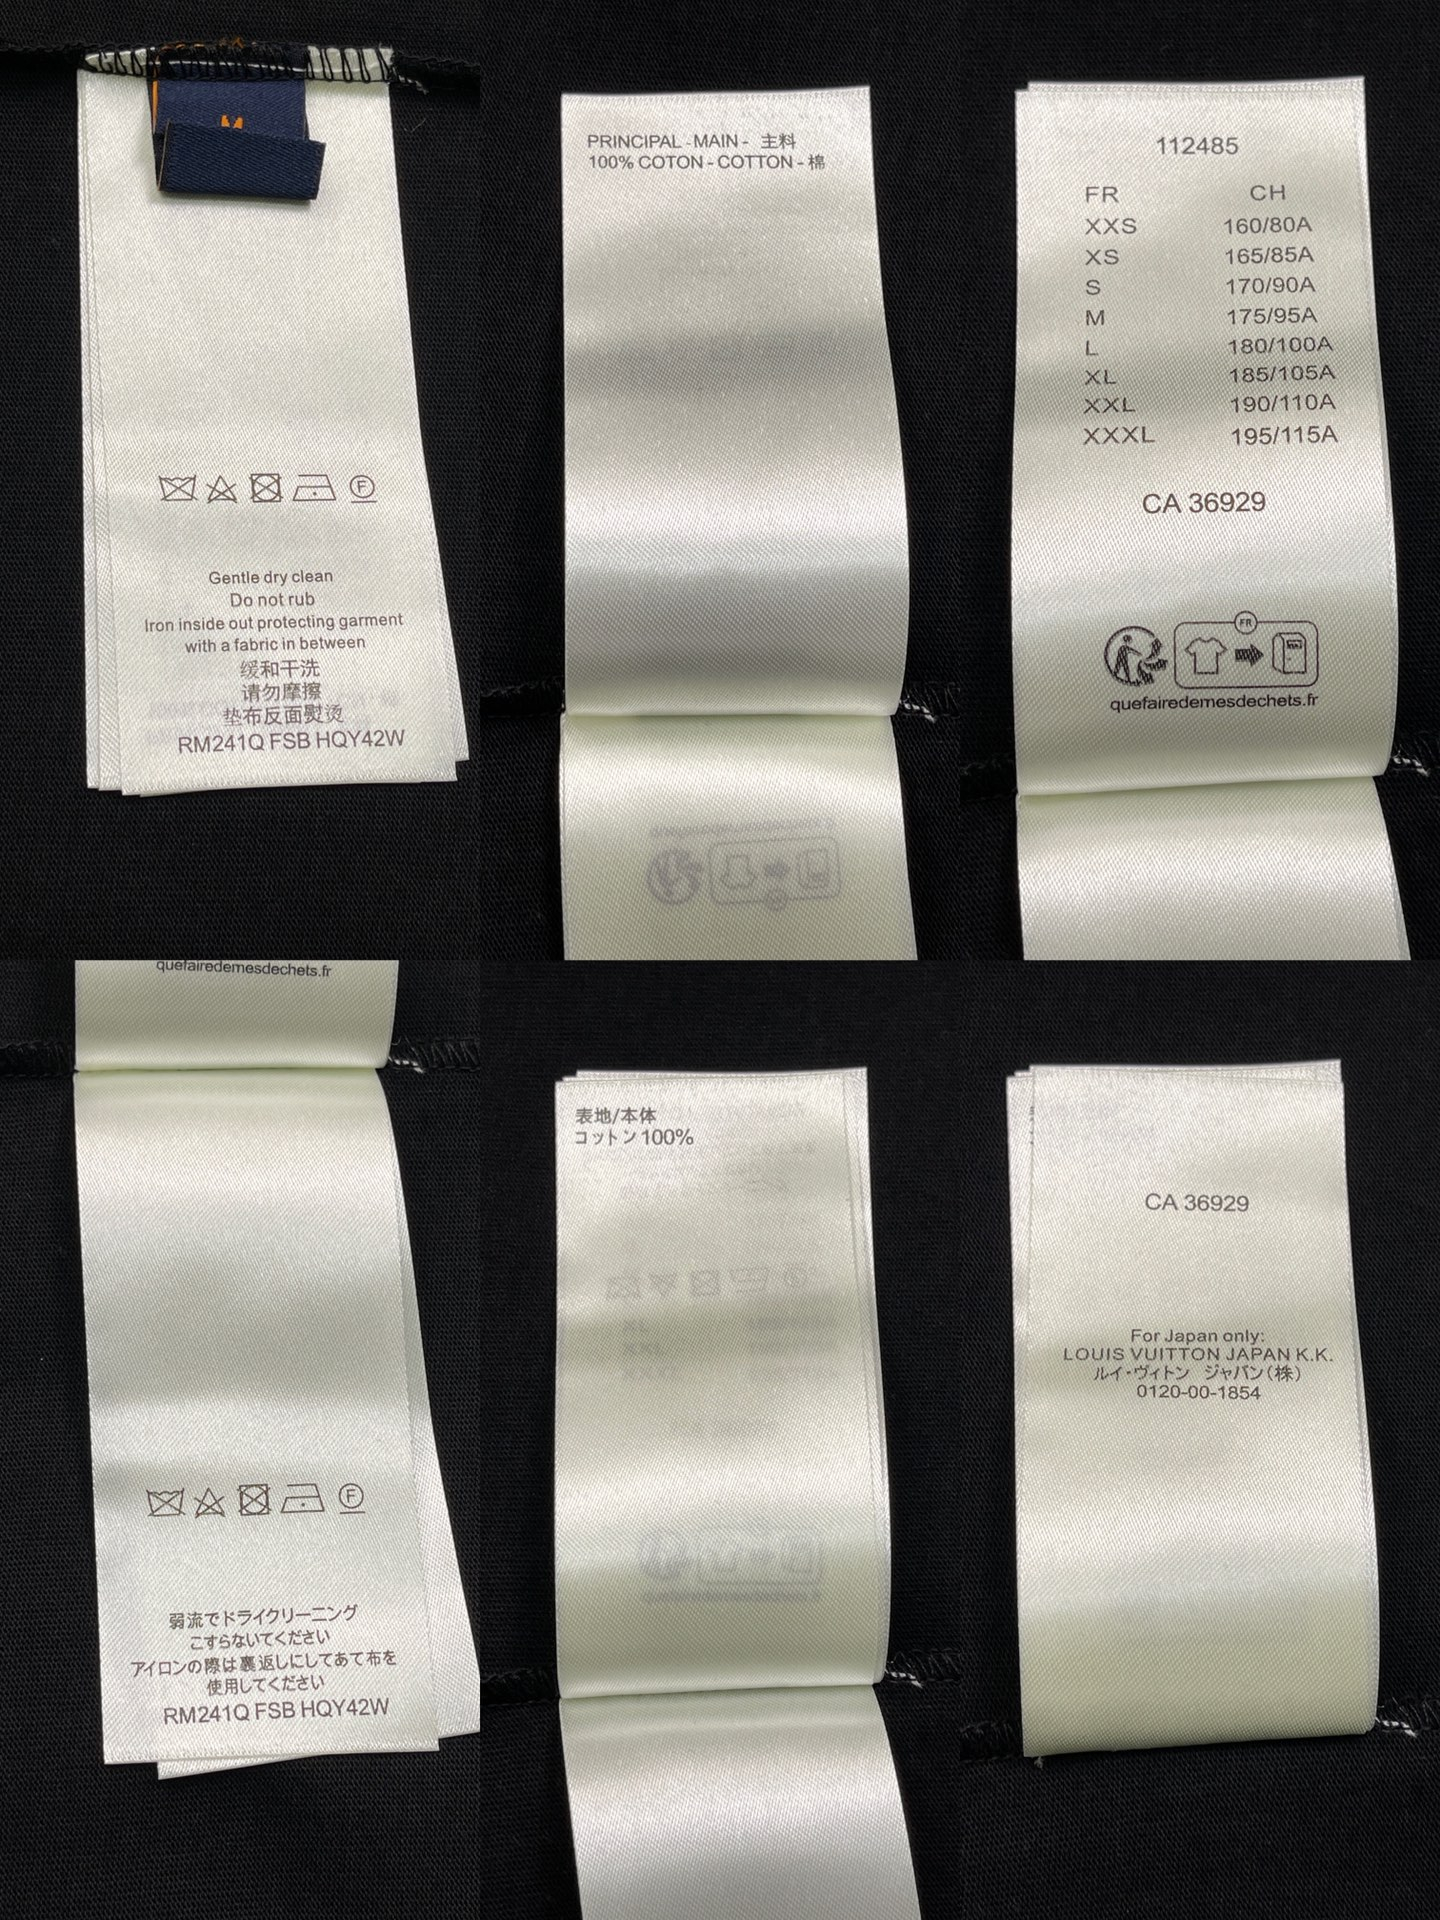 M
F
Gentle dry clean
Do not rub
Iron inside out protecting garment
with a fabric in between
缓和干洗
请勿摩擦
垫布反面熨烫
RM241Q FSB HQY42W
PRINCIPAL - MAIN - 主料
100% COTON - COTTON - 棉
112485
FR CH
XXS 160/80A
XS 165/85A
S 170/90A
M 175/95A
L 180/100A
XL 185/105A
XXL 190/110A
XXXL 195/115A
CA 36929
FR
quefairedemesdechets.fr
quefairedemesdechets.fr
F
弱流でドライクリーニング
こすらないでください
アイロンの際は裏返しにしてあて布を
使用してください
RM241Q FSB HQY42W
表地/本体
コットン100%
CA 36929
For Japan only:
LOUIS VUITTON JAPAN K.K.
ルイ・ヴィトン ジャパン(株)
0120-00-1854